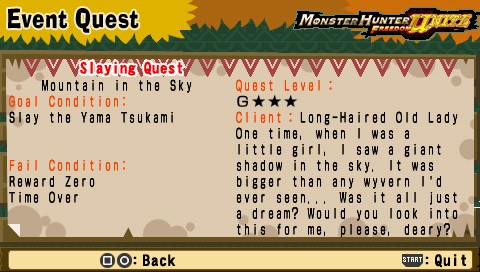 Event Quest
MONSTER HUNTER
FREEDOM UNITE
Slaying Quest
Mountain in the Sky
Goal Condition:
Slay the Yama Tsukami
Fail Condition:
Reward Zero
Time Over
Quest Level:
G★★★
Client: Long-Haired Old Lady
One time, when I was a
little girl, I saw a giant
shadow in the sky. It was
bigger than any wyvern I'd
ever seen... Was it all just
a dream? Would you look into
this for me, please, deary?
□○: Back
START: Quit